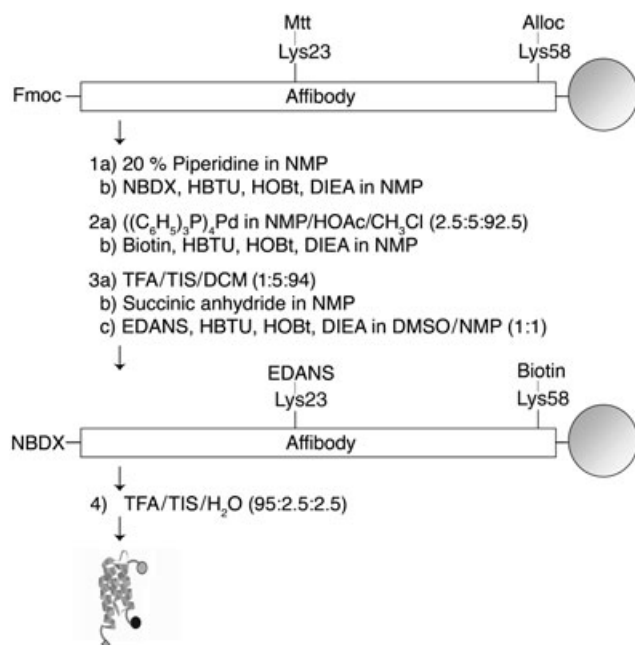 Mtt Alloc
Lys23 Lys58
Fmoc Affibody
1a) 20 % Piperidine in NMP
b) NBDX, HBTU, HOBt, DIEA in NMP
2a) ((C₆H₅)₃P)₄Pd in NMP/HOAc/CH₃Cl (2.5:5:92.5)
b) Biotin, HBTU, HOBt, DIEA in NMP
3a) TFA/TIS/DCM (1:5:94)
b) Succinic anhydride in NMP
c) EDANS, HBTU, HOBt, DIEA in DMSO/NMP (1:1)
EDANS Biotin
Lys23 Lys58
NBDX Affibody
4) TFA/TIS/H₂O (95:2.5:2.5)